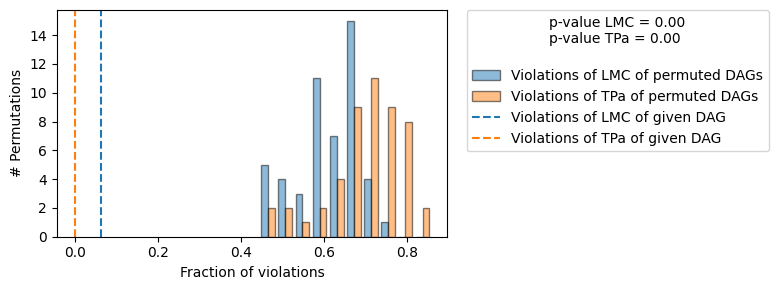 14
12
10
8
6
4
2
0
# Permutations
0.0 0.2 0.4 0.6 0.8
Fraction of violations
p-value LMC = 0.00
p-value TPa = 0.00
Violations of LMC of permuted DAGs
Violations of TPa of permuted DAGs
Violations of LMC of given DAG
Violations of TPa of given DAG